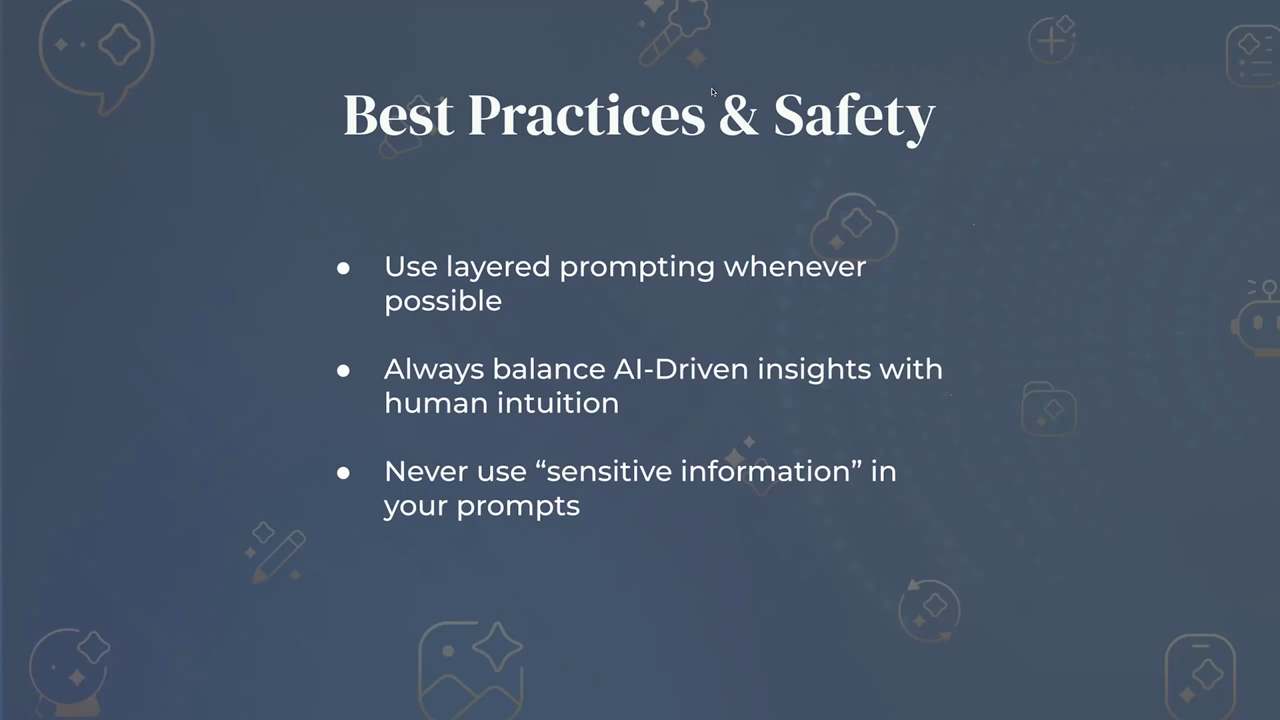 Best Practices & Safety
● Use layered prompting whenever
possible
● Always balance AI-Driven insights with
human intuition
● Never use “sensitive information” in
your prompts